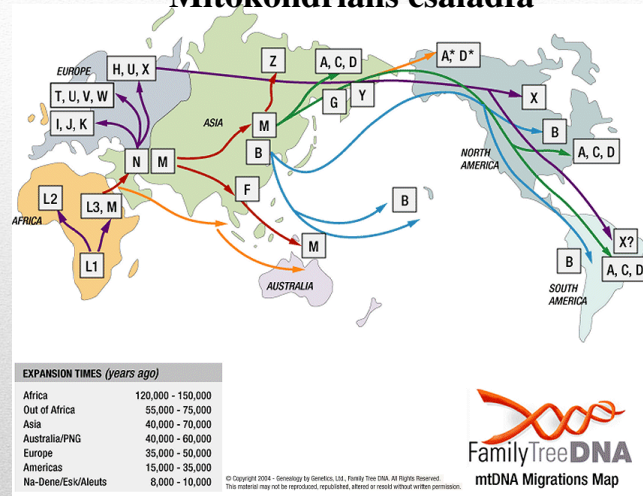 Mitokondriális családfa
Z
A, C, D
A,* D*
EUROPE
H, U, X
T, U, V, W
I, J, K
G
Y
X
ASIA
M
B
A, C, D
NORTH
AMERICA
B
N
M
L2
L3, M
F
B
AFRICA
L1
M
X?
B
A, C, D
AUSTRALIA
SOUTH
AMERICA
EXPANSION TIMES (years ago)
Africa 120,000 - 150,000
Out of Africa 55,000 - 75,000
Asia 40,000 - 70,000
Australia/PNG 40,000 - 60,000
Europe 35,000 - 50,000
Americas 15,000 - 35,000
Na-Dene/Esk/Aleuts 8,000 - 10,000
© Copyright 2004 - Genealogy by Genetics, Ltd., Family Tree DNA. All Rights Reserved.
This material may not be reproduced, republished, altered or resold without written permission.
FamilyTreeDNA
mtDNA Migrations Map